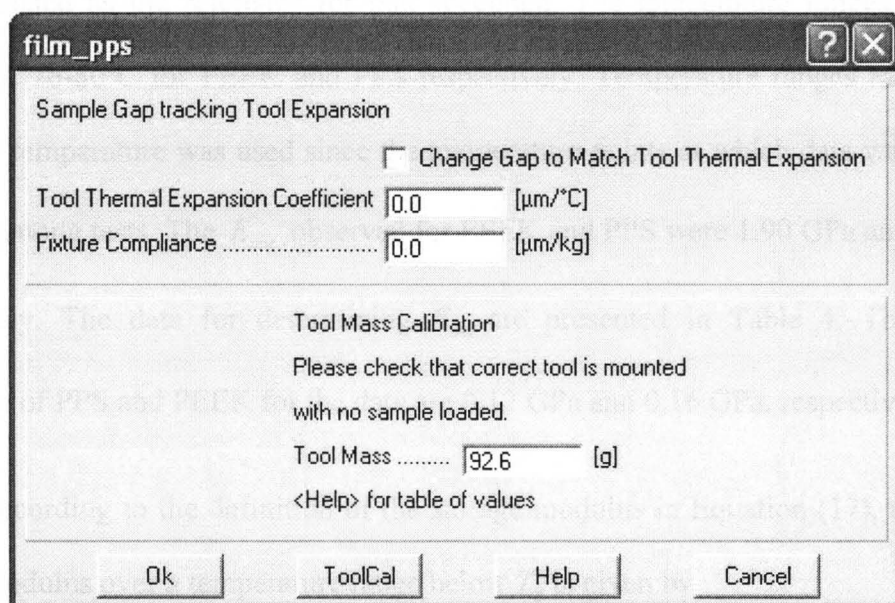 film_pps
Sample Gap tracking Tool Expansion
Change Gap to Match Tool Thermal Expansion
Tool Thermal Expansion Coefficient 0.0 [µm/°C]
Fixture Compliance ............................ 0.0 [µm/kg]
Tool Mass Calibration
Please check that correct tool is mounted
with no sample loaded.
Tool Mass ......... 92.6 [g]
<Help> for table of values
Ok ToolCal Help Cancel